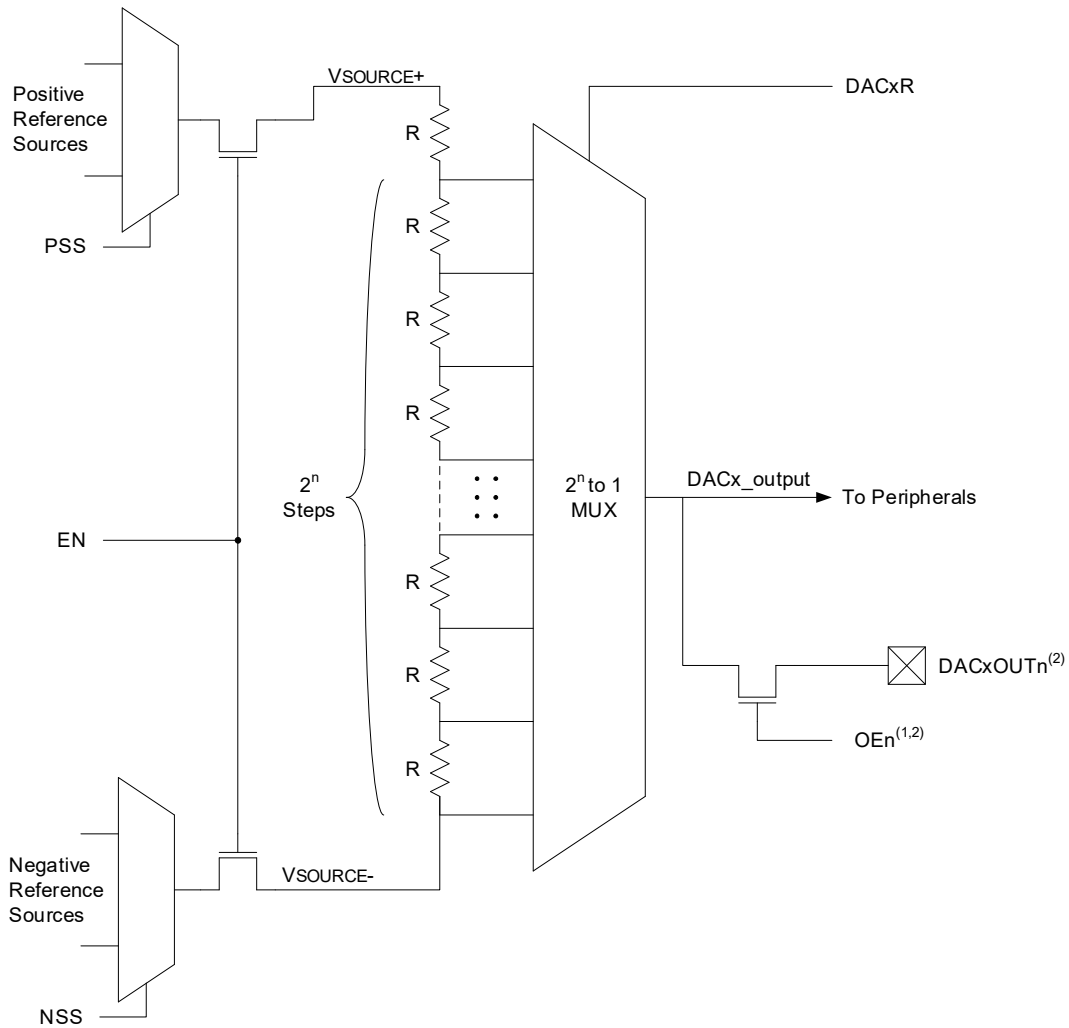 Positive
Reference
Sources
PSS
VSOURCE+
R
R
R
R
2ⁿ
Steps
EN
R
R
R
Negative
Reference
Sources
NSS
VSOURCE-
DACxR
2ⁿ to 1
MUX
DACx_output
To Peripherals
DACxOUTn⁽²⁾
OEn⁽¹,²⁾